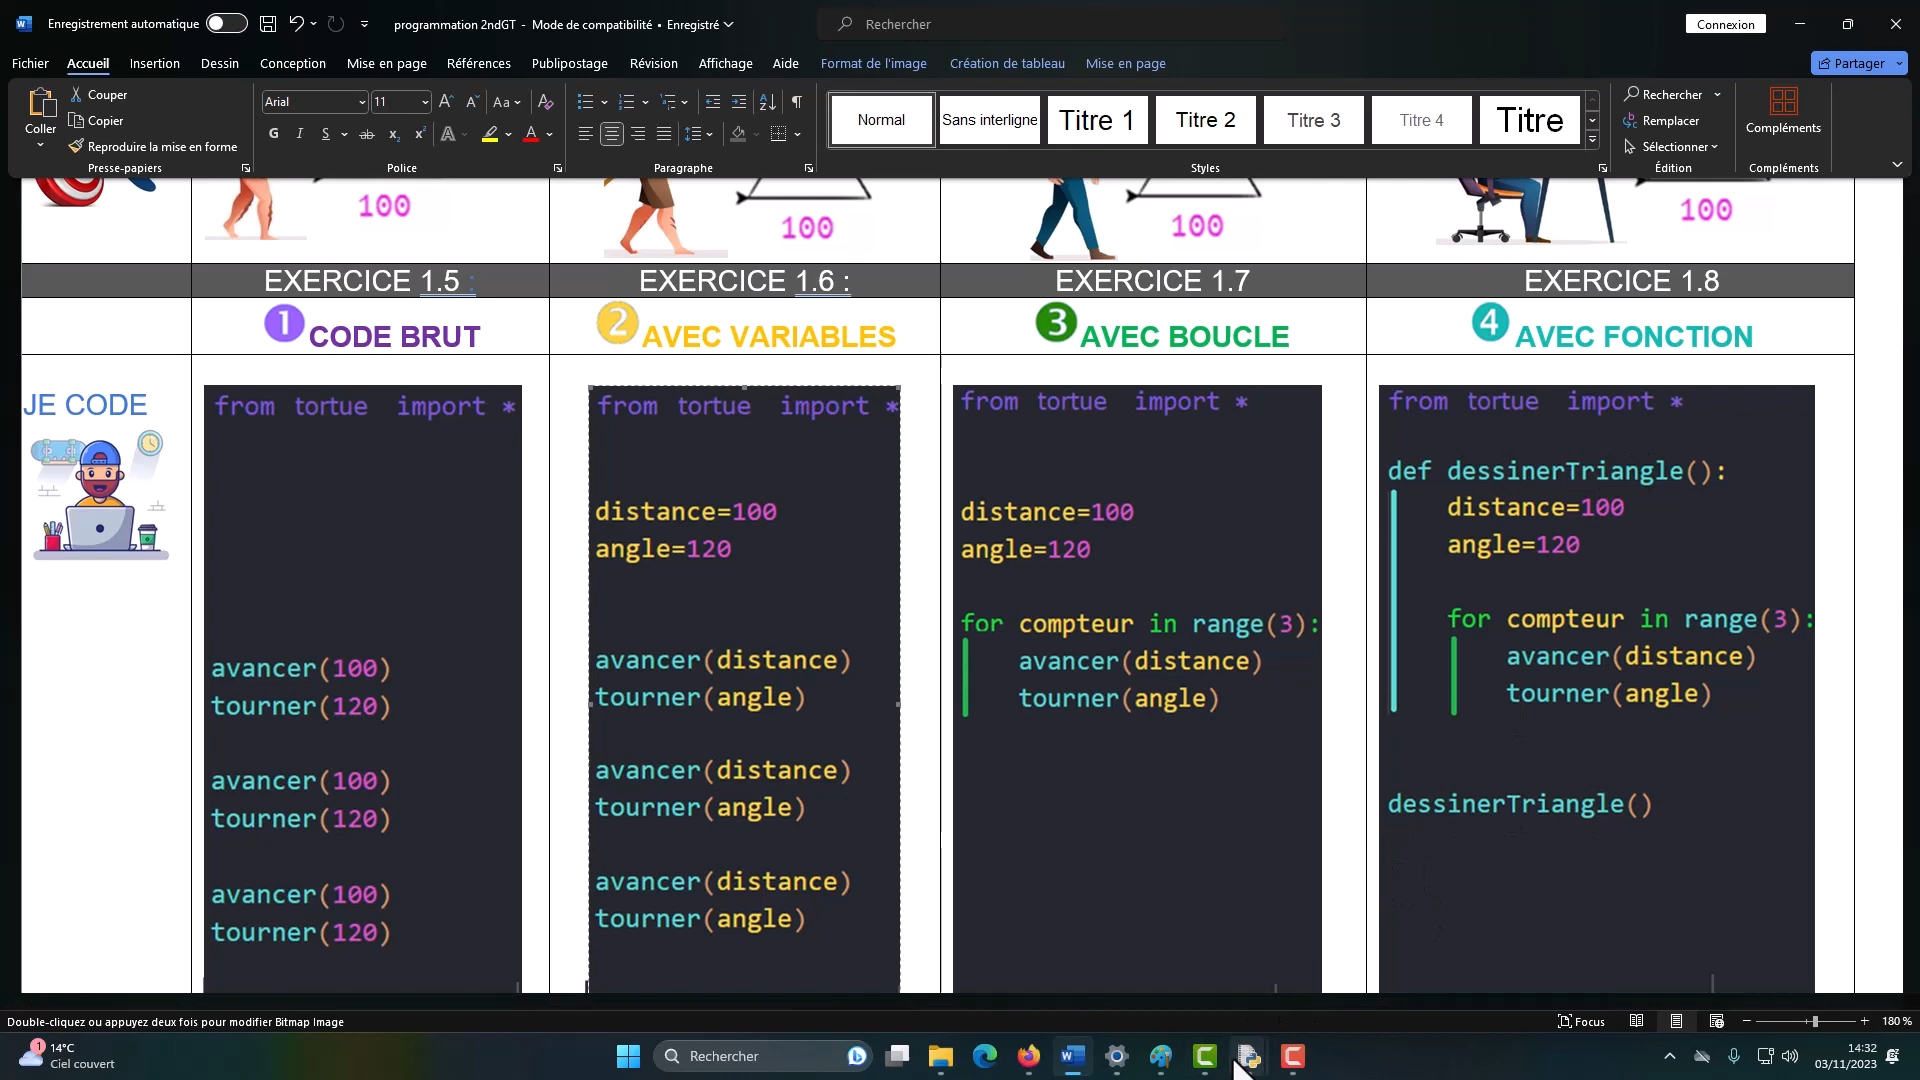 Enregistrement automatique
programmation 2ndGT - Mode de compatibilité • Enregistré
Rechercher
Connexion
Fichier Accueil Insertion Dessin Conception Mise en page Références Publipostage Révision Affichage Aide Format de l'image Création de tableau Mise en page
Partager
Coller
Couper
Copier
Reproduire la mise en forme
Presse-papiers
Arial 11
G I S ab x₂ x²
Police
Paragraphe
Normal Sans interligne Titre 1 Titre 2 Titre 3 Titre 4 Titre
Styles
Rechercher
Remplacer
Sélectionner
Édition
Compléments
Compléments
100 100 100 100
EXERCICE 1.5 : EXERCICE 1.6 : EXERCICE 1.7 EXERCICE 1.8
1 CODE BRUT 2 AVEC VARIABLES 3 AVEC BOUCLE 4 AVEC FONCTION
JE CODE
from tortue import *
avancer(100)
tourner(120)
avancer(100)
tourner(120)
avancer(100)
tourner(120)
from tortue import *
distance=100
angle=120
avancer(distance)
tourner(angle)
avancer(distance)
tourner(angle)
avancer(distance)
tourner(angle)
from tortue import *
distance=100
angle=120
for compteur in range(3):
avancer(distance)
tourner(angle)
from tortue import *
def dessinerTriangle():
distance=100
angle=120
for compteur in range(3):
avancer(distance)
tourner(angle)
dessinerTriangle()
Double-cliquez ou appuyez deux fois pour modifier Bitmap Image
Focus
180 %
1
14°C
Ciel couvert
Rechercher
14:32
03/11/2023